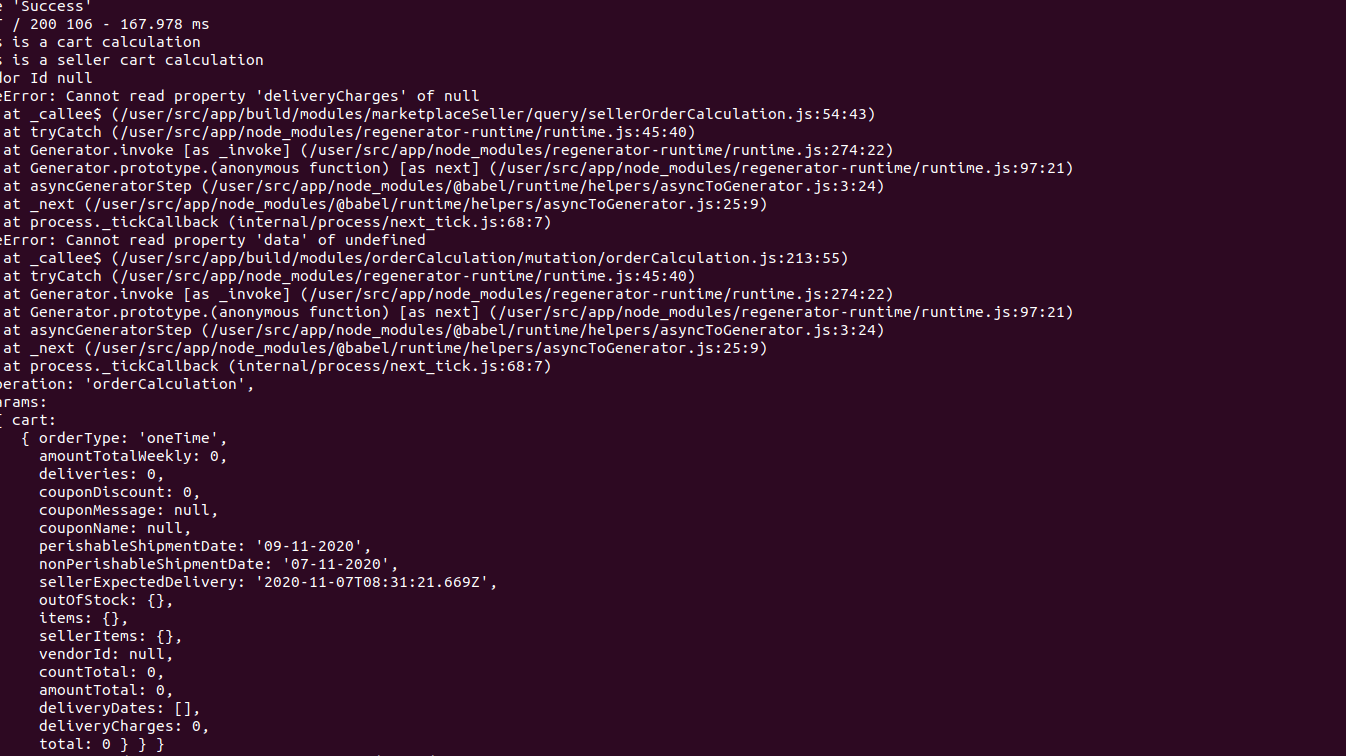 'Success'
/ 200 106 - 167.978 ms
is a cart calculation
is a seller cart calculation
Id null
Error: Cannot read property 'deliveryCharges' of null
at _callee$ (/user/src/app/build/modules/marketplaceSeller/query/sellerOrderCalculation.js:54:43)
at tryCatch (/user/src/app/node_modules/regenerator-runtime/runtime.js:45:40)
at Generator.invoke [as _invoke] (/user/src/app/node_modules/regenerator-runtime/runtime.js:274:22)
at Generator.prototype.(anonymous function) [as next] (/user/src/app/node_modules/regenerator-runtime/runtime.js:97:21)
at asyncGeneratorStep (/user/src/app/node_modules/@babel/runtime/helpers/asyncToGenerator.js:3:24)
at _next (/user/src/app/node_modules/@babel/runtime/helpers/asyncToGenerator.js:25:9)
at process._tickCallback (internal/process/next_tick.js:68:7)
Error: Cannot read property 'data' of undefined
at _callee$ (/user/src/app/build/modules/orderCalculation/mutation/orderCalculation.js:213:55)
at tryCatch (/user/src/app/node_modules/regenerator-runtime/runtime.js:45:40)
at Generator.invoke [as _invoke] (/user/src/app/node_modules/regenerator-runtime/runtime.js:274:22)
at Generator.prototype.(anonymous function) [as next] (/user/src/app/node_modules/regenerator-runtime/runtime.js:97:21)
at asyncGeneratorStep (/user/src/app/node_modules/@babel/runtime/helpers/asyncToGenerator.js:3:24)
at _next (/user/src/app/node_modules/@babel/runtime/helpers/asyncToGenerator.js:25:9)
at process._tickCallback (internal/process/next_tick.js:68:7)
eration: 'orderCalculation',
rams:
{ cart:
{ orderType: 'oneTime',
amountTotalWeekly: 0,
deliveries: 0,
couponDiscount: 0,
couponMessage: null,
couponName: null,
perishableShipmentDate: '09-11-2020',
nonPerishableShipmentDate: '07-11-2020',
sellerExpectedDelivery: '2020-11-07T08:31:21.669Z',
outOfStock: {},
items: {},
sellerItems: {},
vendorId: null,
countTotal: 0,
amountTotal: 0,
deliveryDates: [],
deliveryCharges: 0,
total: 0 } } }